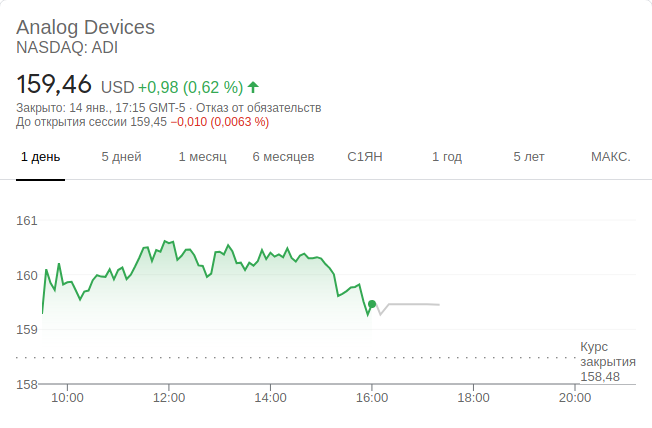 Analog Devices
NASDAQ: ADI
159,46 USD +0,98 (0,62 %)
Закрыто: 14 янв., 17:15 GMT-5 · Отказ от обязательств
До открытия сессии 159,45 −0,010 (0,0063 %)
1 день 5 дней 1 месяц 6 месяцев С1ЯН 1 год 5 лет МАКС.
161
160
159
Курс
закрытия
158,48
158
10:00 12:00 14:00 16:00 18:00 20:00